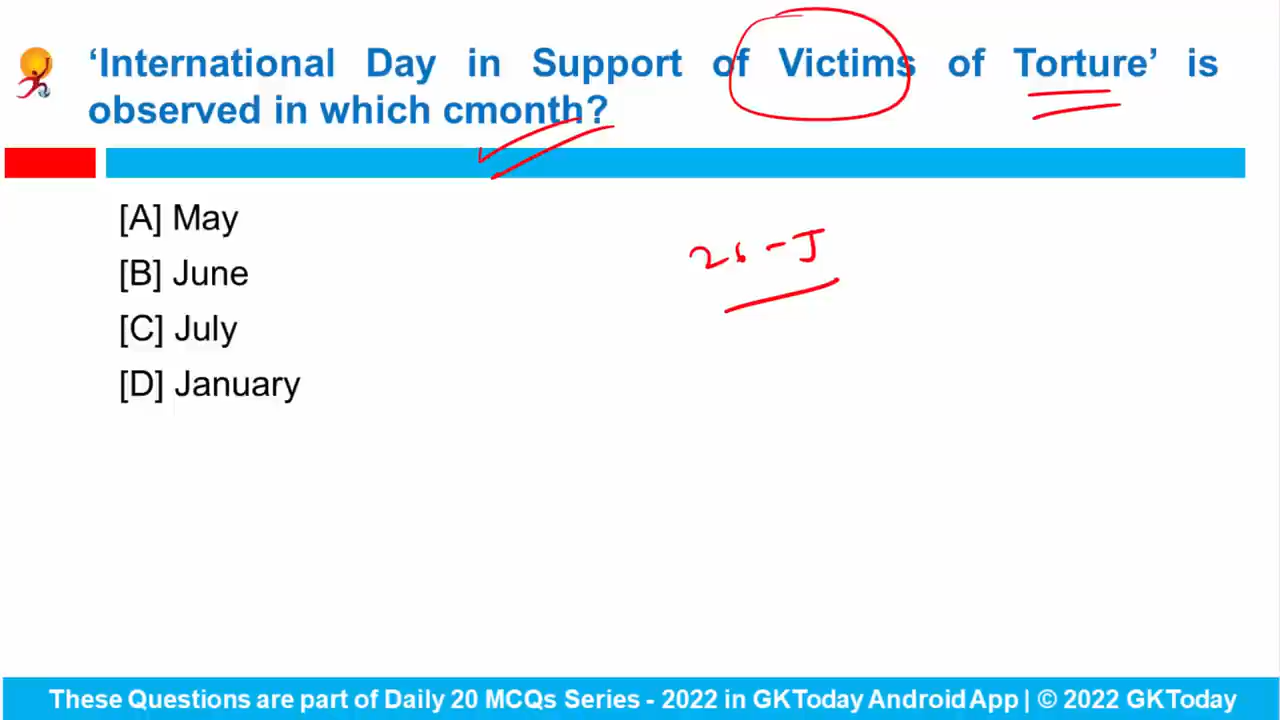 ‘International Day in Support of Victims of Torture’ is
observed in which cmonth?
[A] May
[B] June
[C] July
[D] January
26 - J
These Questions are part of Daily 20 MCQs Series - 2022 in GKToday Android App | © 2022 GKToday